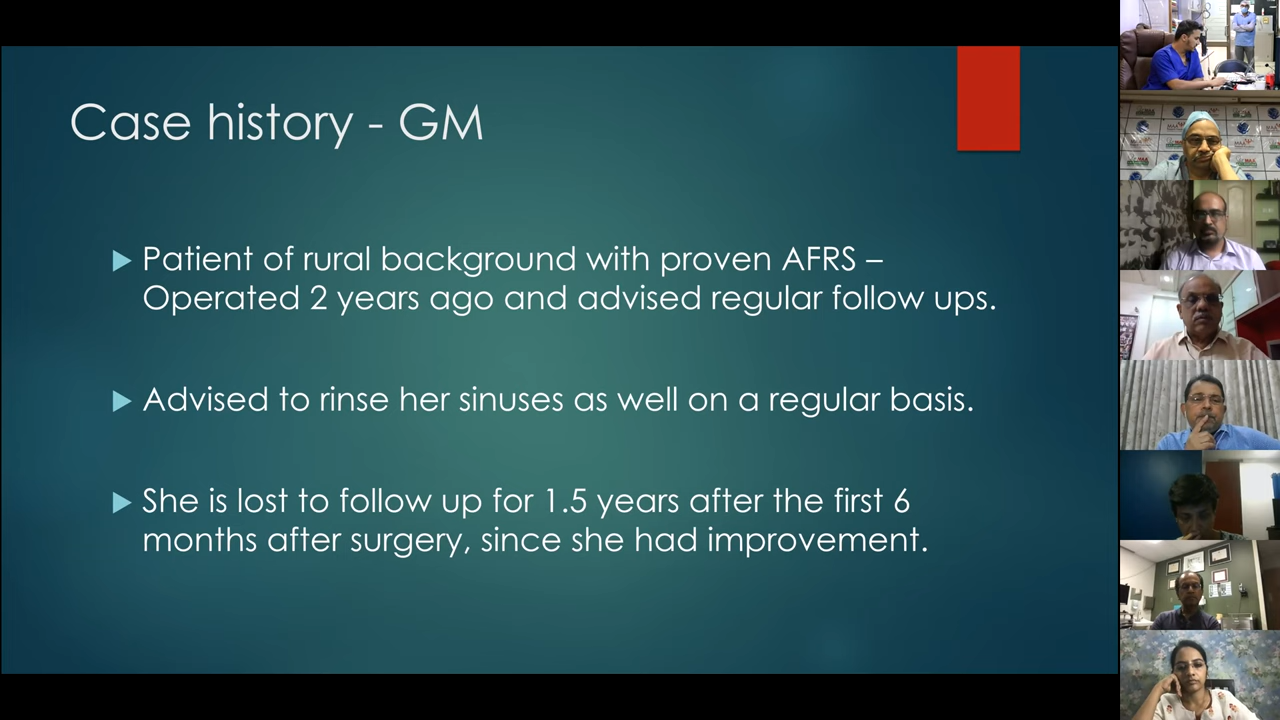 Case history - GM
Patient of rural background with proven AFRS –
Operated 2 years ago and advised regular follow ups.
Advised to rinse her sinuses as well on a regular basis.
She is lost to follow up for 1.5 years after the first 6
months after surgery, since she had improvement.